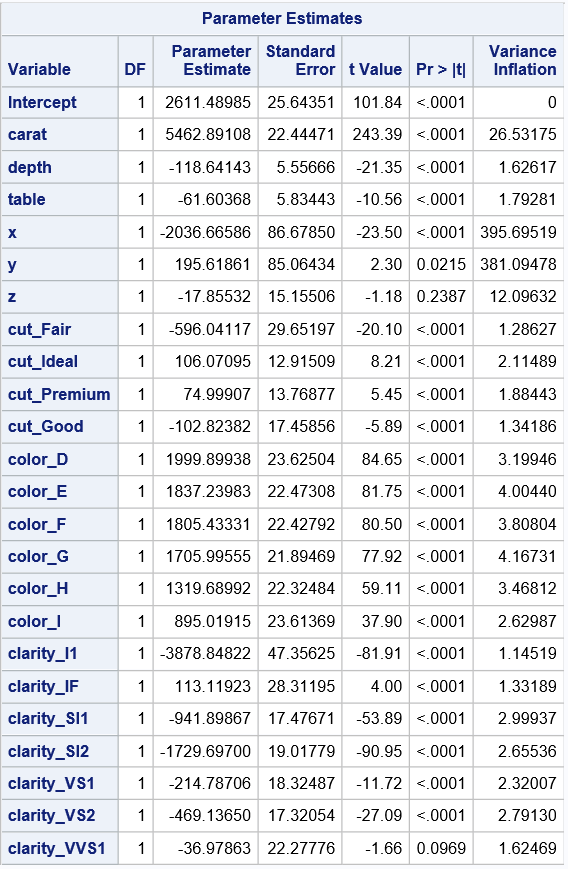 Parameter Estimates
Variable DF Parameter Estimate Standard Error t Value Pr > |t| Variance Inflation
Intercept 1 2611.48985 25.64351 101.84 <.0001 0
carat 1 5462.89108 22.44471 243.39 <.0001 26.53175
depth 1 -118.64143 5.55666 -21.35 <.0001 1.62617
table 1 -61.60368 5.83443 -10.56 <.0001 1.79281
x 1 -2036.66586 86.67850 -23.50 <.0001 395.69519
y 1 195.61861 85.06434 2.30 0.0215 381.09478
z 1 -17.85532 15.15506 -1.18 0.2387 12.09632
cut_Fair 1 -596.04117 29.65197 -20.10 <.0001 1.28627
cut_Ideal 1 106.07095 12.91509 8.21 <.0001 2.11489
cut_Premium 1 74.99907 13.76877 5.45 <.0001 1.88443
cut_Good 1 -102.82382 17.45856 -5.89 <.0001 1.34186
color_D 1 1999.89938 23.62504 84.65 <.0001 3.19946
color_E 1 1837.23983 22.47308 81.75 <.0001 4.00440
color_F 1 1805.43331 22.42792 80.50 <.0001 3.80804
color_G 1 1705.99555 21.89469 77.92 <.0001 4.16731
color_H 1 1319.68992 22.32484 59.11 <.0001 3.46812
color_I 1 895.01915 23.61369 37.90 <.0001 2.62987
clarity_I1 1 -3878.84822 47.35625 -81.91 <.0001 1.14519
clarity_IF 1 113.11923 28.31195 4.00 <.0001 1.33189
clarity_SI1 1 -941.89867 17.47671 -53.89 <.0001 2.99937
clarity_SI2 1 -1729.69700 19.01779 -90.95 <.0001 2.65536
clarity_VS1 1 -214.78706 18.32487 -11.72 <.0001 2.32007
clarity_VS2 1 -469.13650 17.32054 -27.09 <.0001 2.79130
clarity_VVS1 1 -36.97863 22.27776 -1.66 0.0969 1.62469